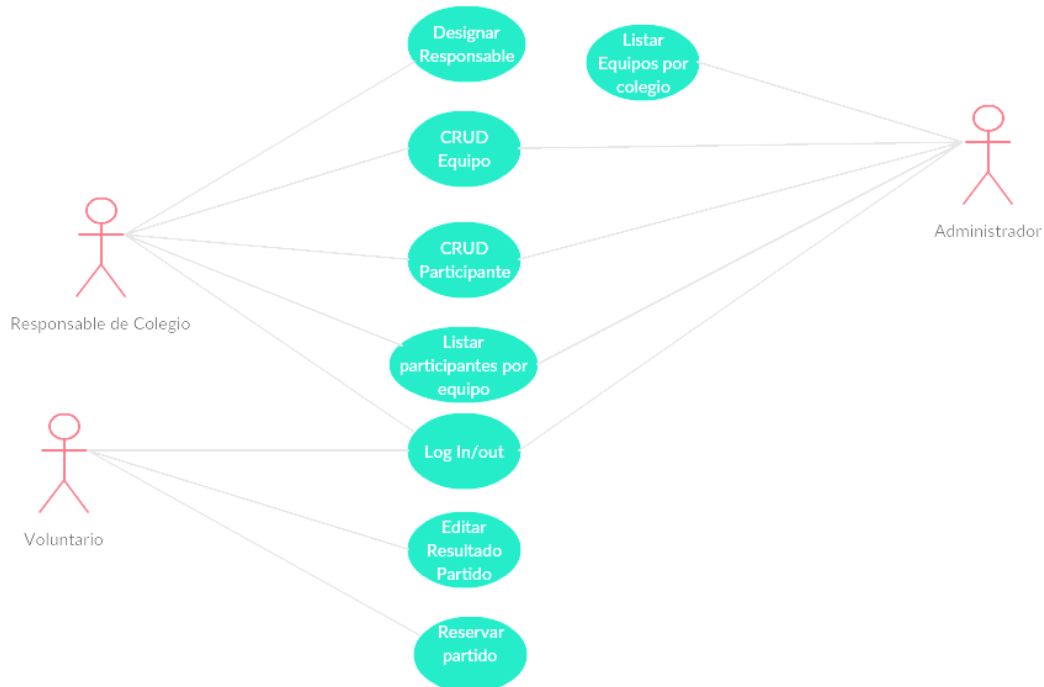 Designar
Responsable
Listar
Equipos por
colegio
CRUD
Equipo
Administrador
CRUD
Participante
Responsable de Colegio
Listar
participantes por
equipo
Log In/out
Voluntario
Editar
Resultado
Partido
Reservar
partido